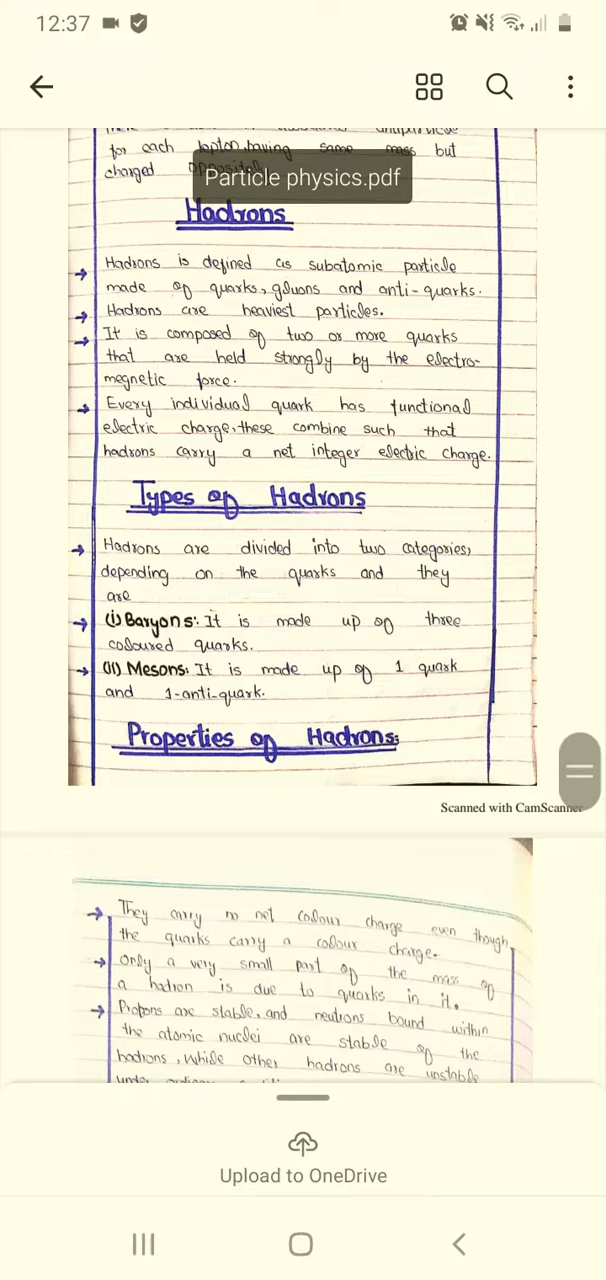 12:37
for each lepton, having same mass but
charged
Particle physics.pdf
Hadrons
→ Hadrons is defined as subatomic particle
made of quarks, gluons and anti-quarks.
→ Hadrons are heaviest particles.
→ It is composed of two or more quarks
that are held strongly by the electro-
megnetic force.
→ Every individual quark has functional
electric charge, these combine such that
hadrons carry a net integer electric charge.
Types of Hadrons
→ Hadrons are divided into two categories,
depending on the quarks and they
are
→ (i) Baryons: It is made up of three
coloured quarks.
→ (II) Mesons: It is made up of 1 quark
and 1-anti-quark.
Properties of Hadrons:
Scanned with CamScanner
→ They carry no net colour charge even though
the quarks carry a colour charge.
→ Only a very small part of the mass of
a hadron is due to quarks in it.
→ Protons are stable, and neutrons bound within
the atomic nuclei are stable of the
hadrons, While other hadrons are unstable
under
Upload to OneDrive